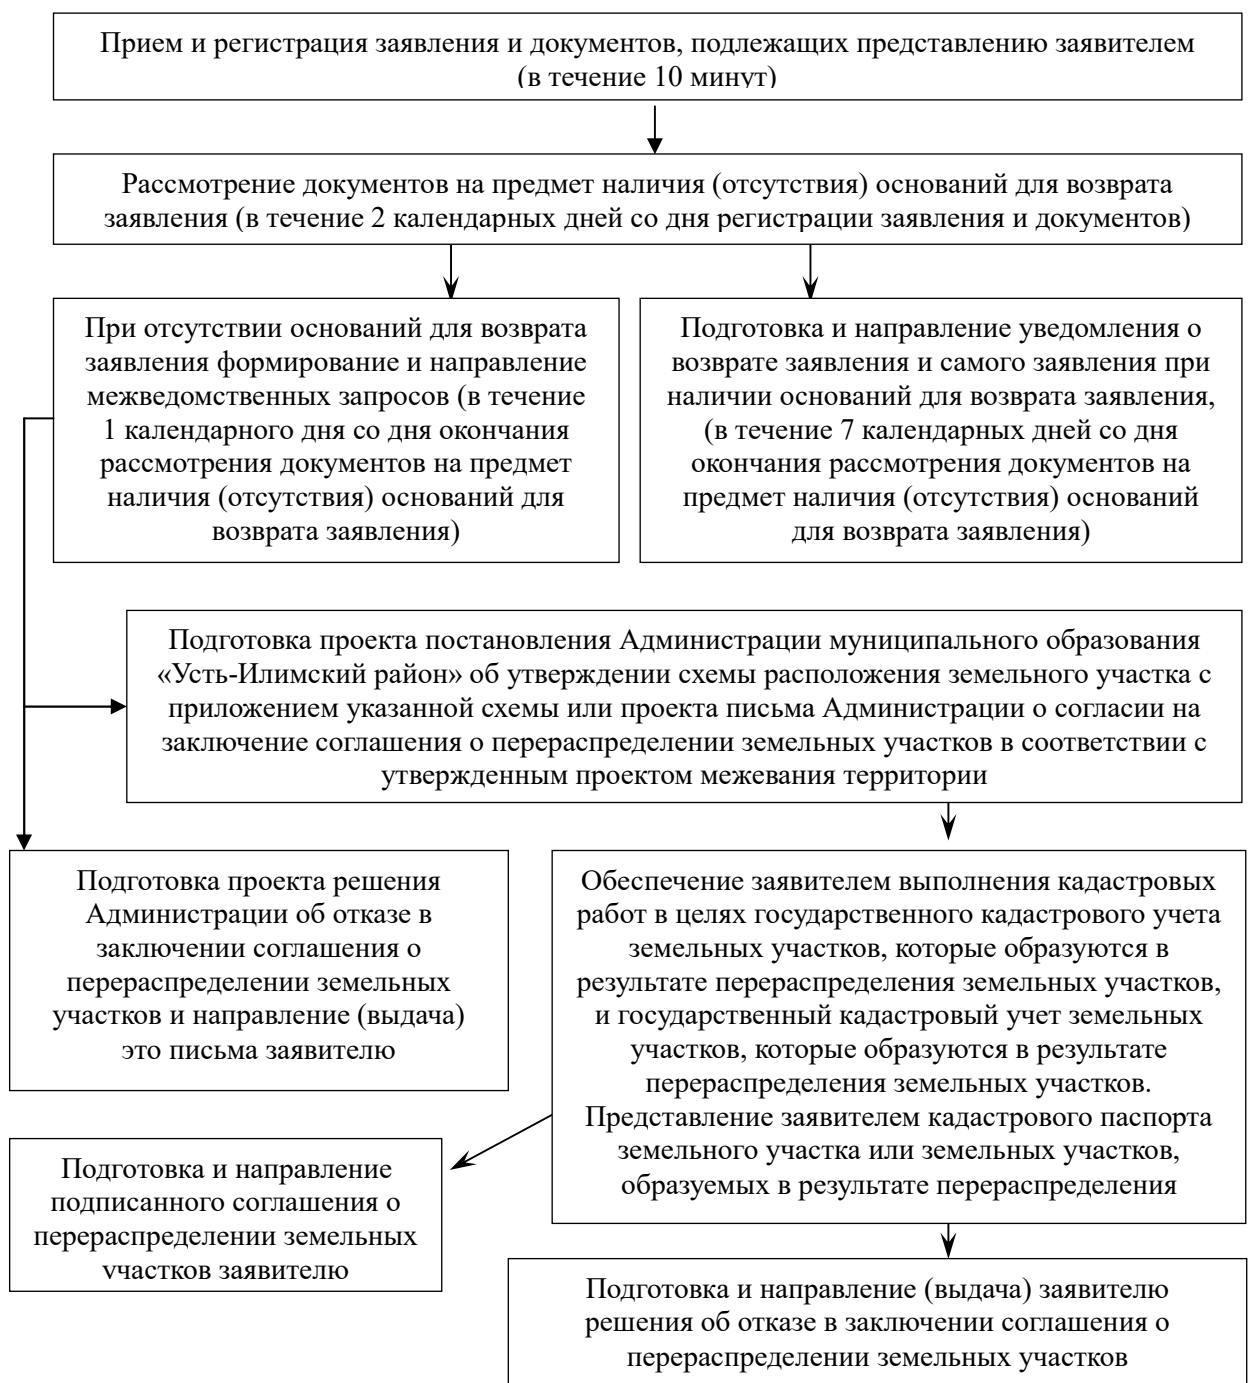 Прием и регистрация заявления и документов, подлежащих представлению заявителем
(в течение 10 минут)
Рассмотрение документов на предмет наличия (отсутствия) оснований для возврата
заявления (в течение 2 календарных дней со дня регистрации заявления и документов)
При отсутствии оснований для возврата
заявления формирование и направление
межведомственных запросов (в течение
1 календарного дня со дня окончания
рассмотрения документов на предмет
наличия (отсутствия) оснований для
возврата заявления)
Подготовка и направление уведомления о
возврате заявления и самого заявления при
наличии оснований для возврата заявления,
(в течение 7 календарных дней со дня
окончания рассмотрения документов на
предмет наличия (отсутствия) оснований
для возврата заявления)
Подготовка проекта постановления Администрации муниципального образования
«Усть-Илимский район» об утверждении схемы расположения земельного участка с
приложением указанной схемы или проекта письма Администрации о согласии на
заключение соглашения о перераспределении земельных участков в соответствии с
утвержденным проектом межевания территории
Подготовка проекта решения
Администрации об отказе в
заключении соглашения о
перераспределении земельных
участков и направление (выдача)
это письма заявителю
Обеспечение заявителем выполнения кадастровых
работ в целях государственного кадастрового учета
земельных участков, которые образуются в
результате перераспределения земельных участков,
и государственный кадастровый учет земельных
участков, которые образуются в результате
перераспределения земельных участков.
Представление заявителем кадастрового паспорта
земельного участка или земельных участков,
образуемых в результате перераспределения
Подготовка и направление
подписанного соглашения о
перераспределении земельных
участков заявителю
Подготовка и направление (выдача) заявителю
решения об отказе в заключении соглашения о
перераспределении земельных участков